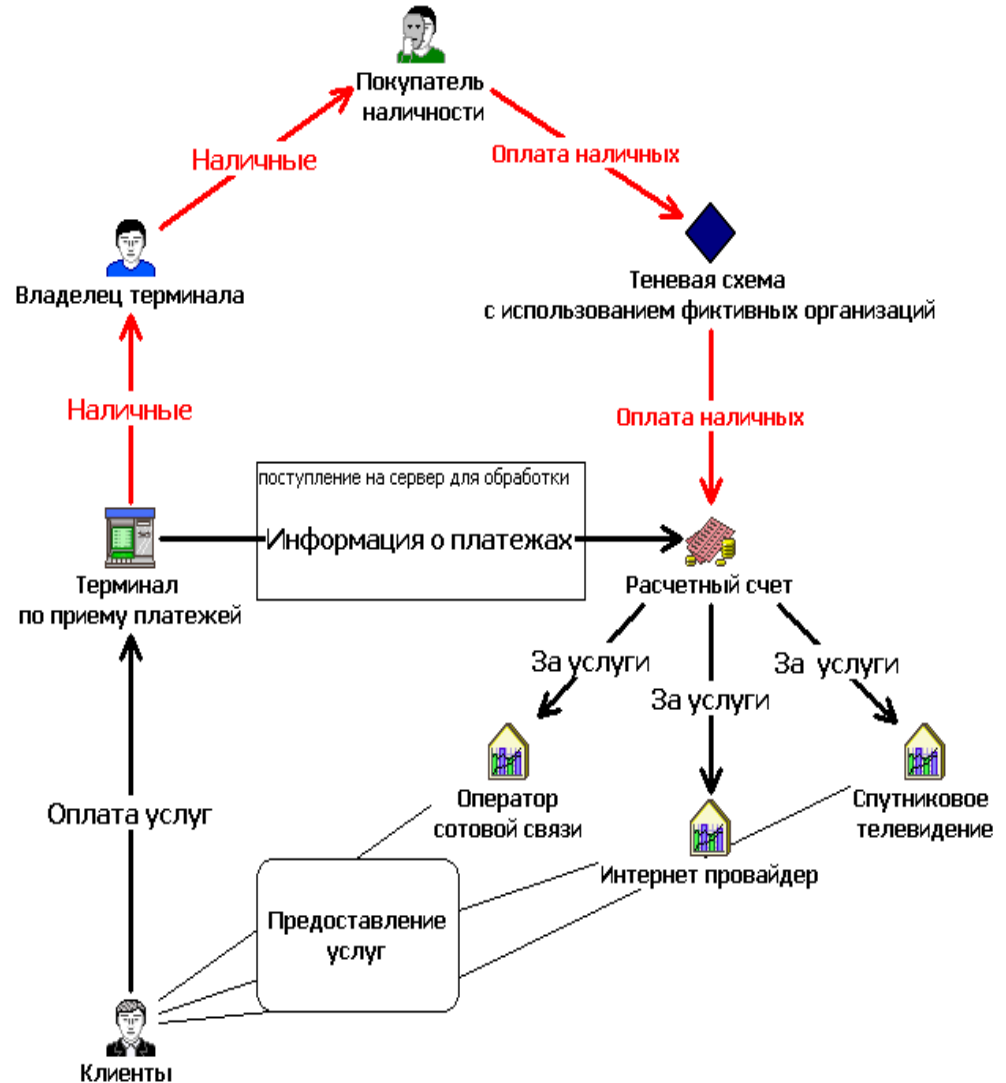 Покупатель
наличности
Наличные
Оплата наличных
Владелец терминала
Теневая схема
с использованием фиктивных организаций
Наличные
Оплата наличных
поступление на сервер для обработки
Информация о платежах
Терминал
по приему платежей
Расчетный счет
За услуги
За услуги
За услуги
Оплата услуг
Оператор
сотовой связи
Спутниковое
телевидение
Интернет провайдер
Предоставление
услуг
Клиенты